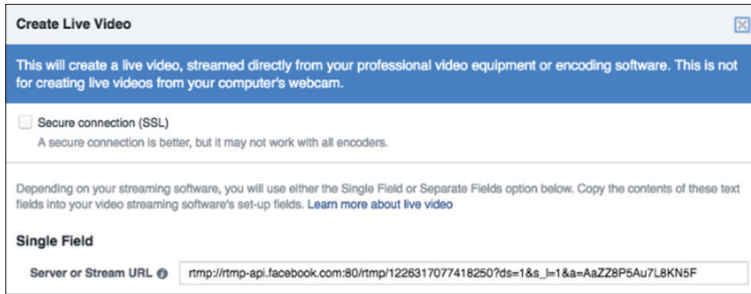 Create Live Video
This will create a live video, streamed directly from your professional video equipment or encoding software. This is not
for creating live videos from your computer's webcam.
Secure connection (SSL)
A secure connection is better, but it may not work with all encoders.
Depending on your streaming software, you will use either the Single Field or Separate Fields option below. Copy the contents of these text
fields into your video streaming software's set-up fields. Learn more about live video
Single Field
Server or Stream URL rtmp://rtmp-api.facebook.com:80/rtmp/1226317077418250?ds=1&s_l=1&a=AaZZ8P5Au7L8KN5F